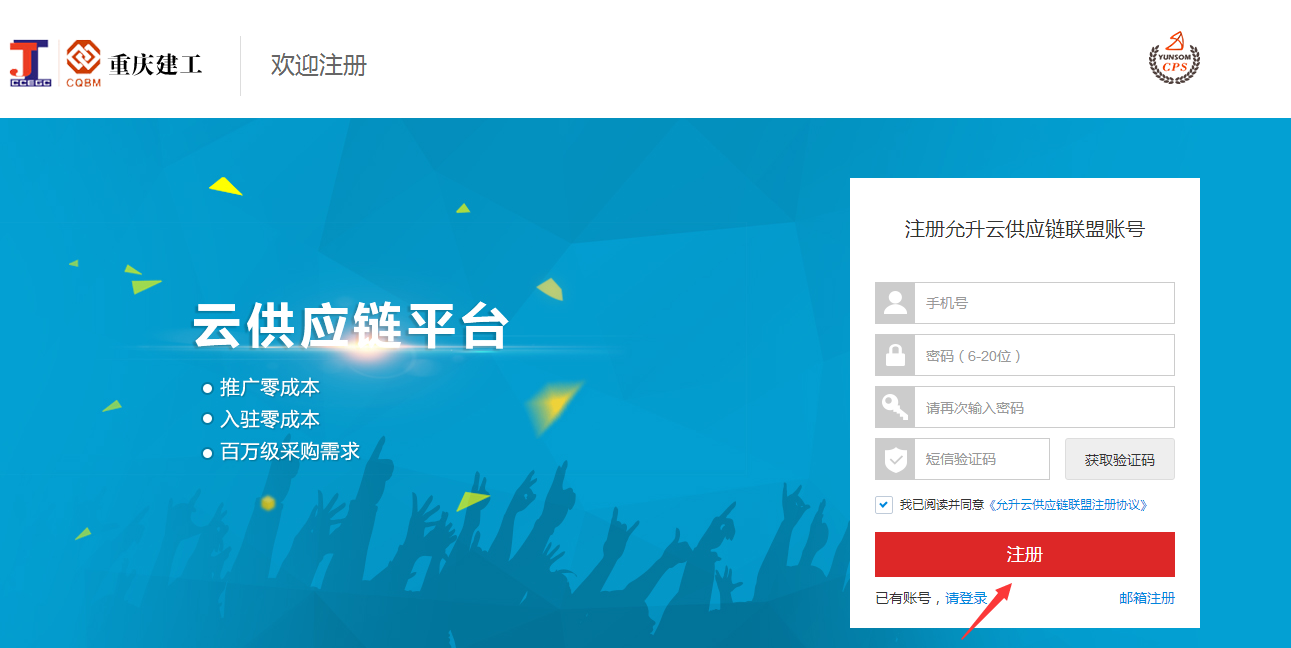 CCEGC
CQBM
重庆建工
欢迎注册
YUNSOM
CPS
云供应链平台
推广零成本
入驻零成本
百万级采购需求
注册允升云供应链联盟账号
手机号
密码（6-20位）
请再次输入密码
短信验证码
获取验证码
我已阅读并同意《允升云供应链联盟注册协议》
注册
已有账号，请登录
邮箱注册